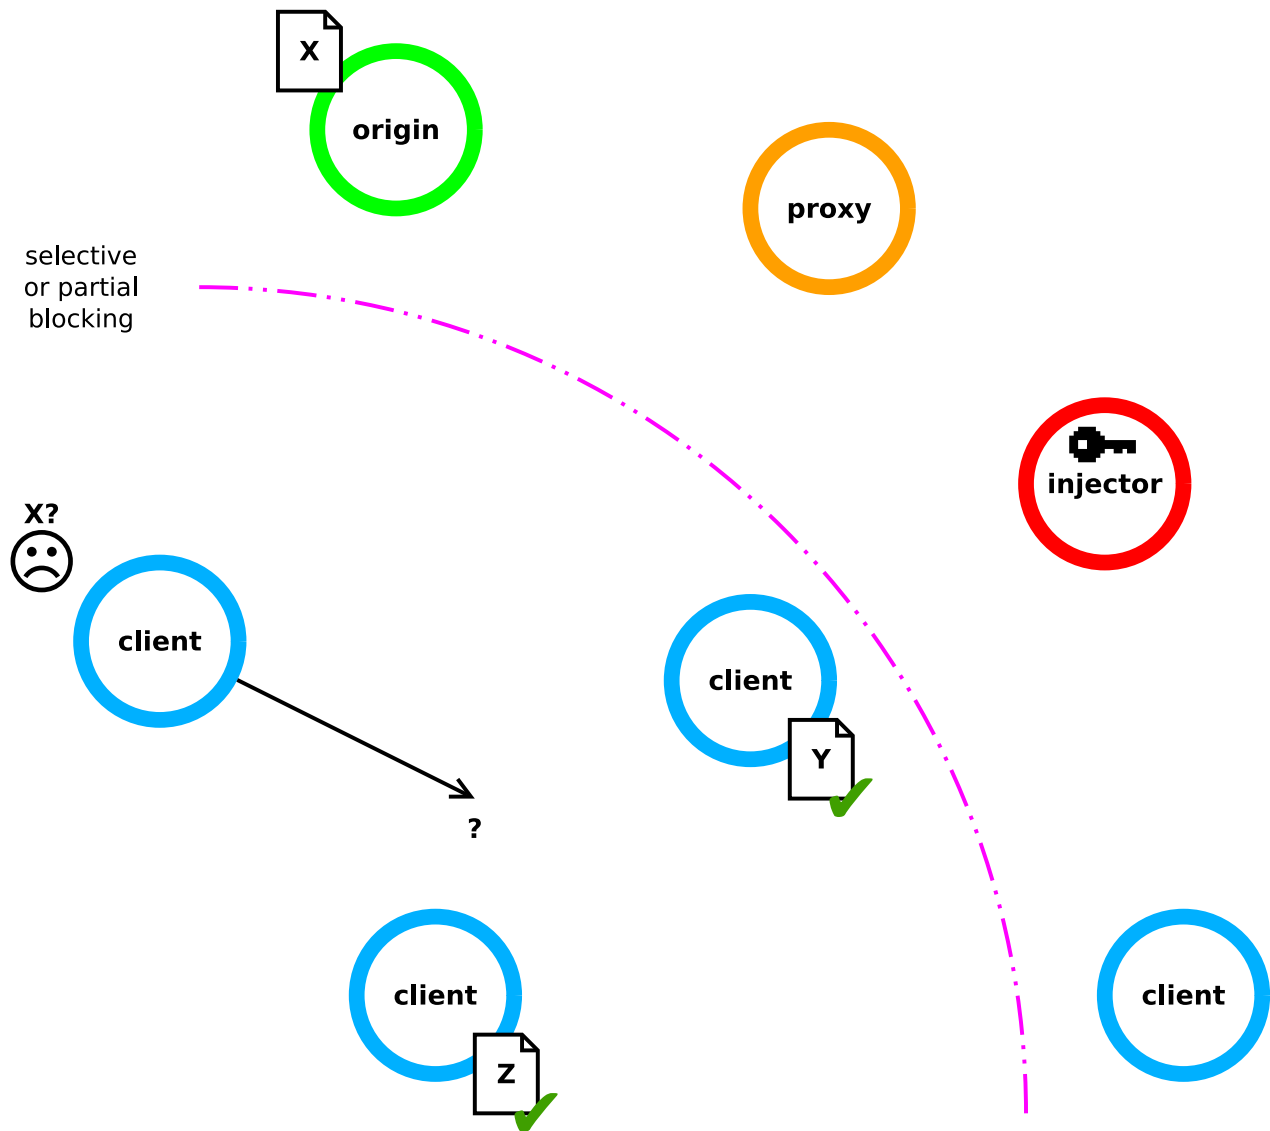 X
origin
proxy
selective
or partial
blocking
injector
X?
client
client
Y
?
client
client
Z